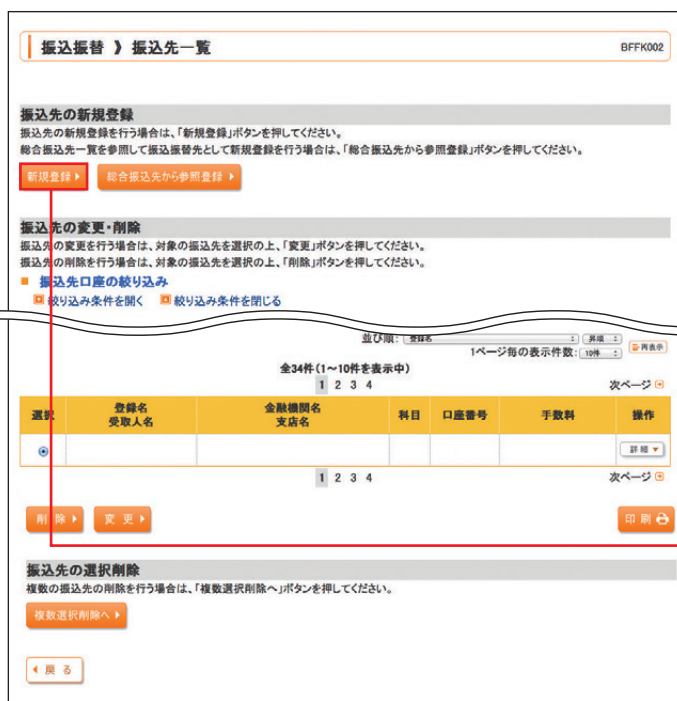 振込振替 》 振込先一覧
BFFK002
振込先の新規登録
振込先の新規登録を行う場合は、「新規登録」ボタンを押してください。
総合振込先一覧を参照して振込振替先として新規登録を行う場合は、「総合振込先から参照登録」ボタンを押してください。
新規登録 総合振込先から参照登録
振込先の変更・削除
振込先の変更を行う場合は、対象の振込先を選択の上、「変更」ボタンを押してください。
振込先の削除を行う場合は、対象の振込先を選択の上、「削除」ボタンを押してください。
振込先口座の絞り込み
絞り込み条件を開く 絞り込み条件を閉じる
並び順: 登録名 昇順
1ページ毎の表示件数: 10件 再表示
全34件(1～10件を表示中)
1 2 3 4 次ページ
選択 登録名 受取人名 金融機関名 支店名 科目 口座番号 手数料 操作
詳細
1 2 3 4 次ページ
削 除 変 更 印 刷
振込先の選択削除
複数の振込先の削除を行う場合は、「複数選択削除へ」ボタンを押してください。
複数選択削除へ
戻 る